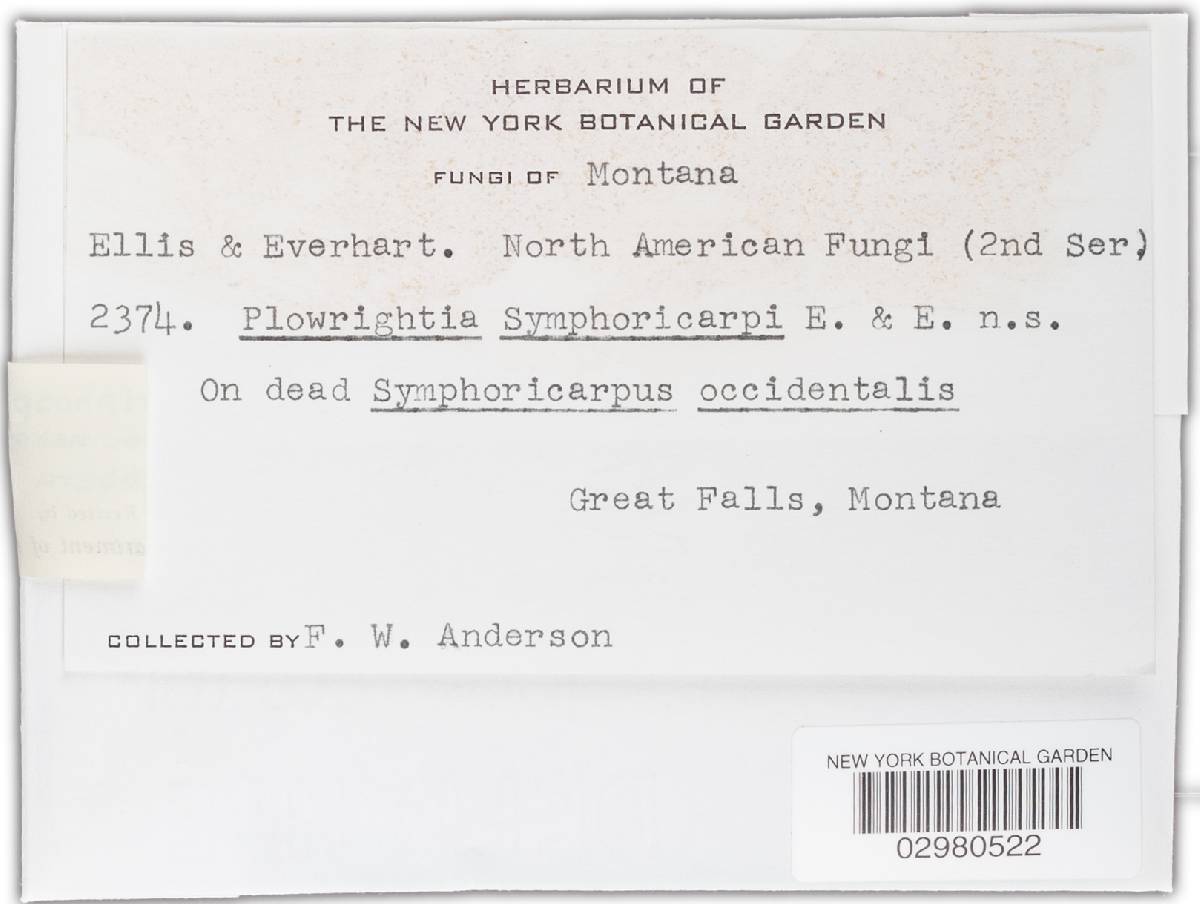 HERBARIUM OF
THE NEW YORK BOTANICAL GARDEN
FUNGI OF Montana
Ellis & Everhart. North American Fungi (2nd Ser)
2374. Plowrightia Symphoricarpi E. & E. n.s.
On dead Symphoricarpus occidentalis
Great Falls, Montana
COLLECTED BY F. W. Anderson
NEW YORK BOTANICAL GARDEN
02980522